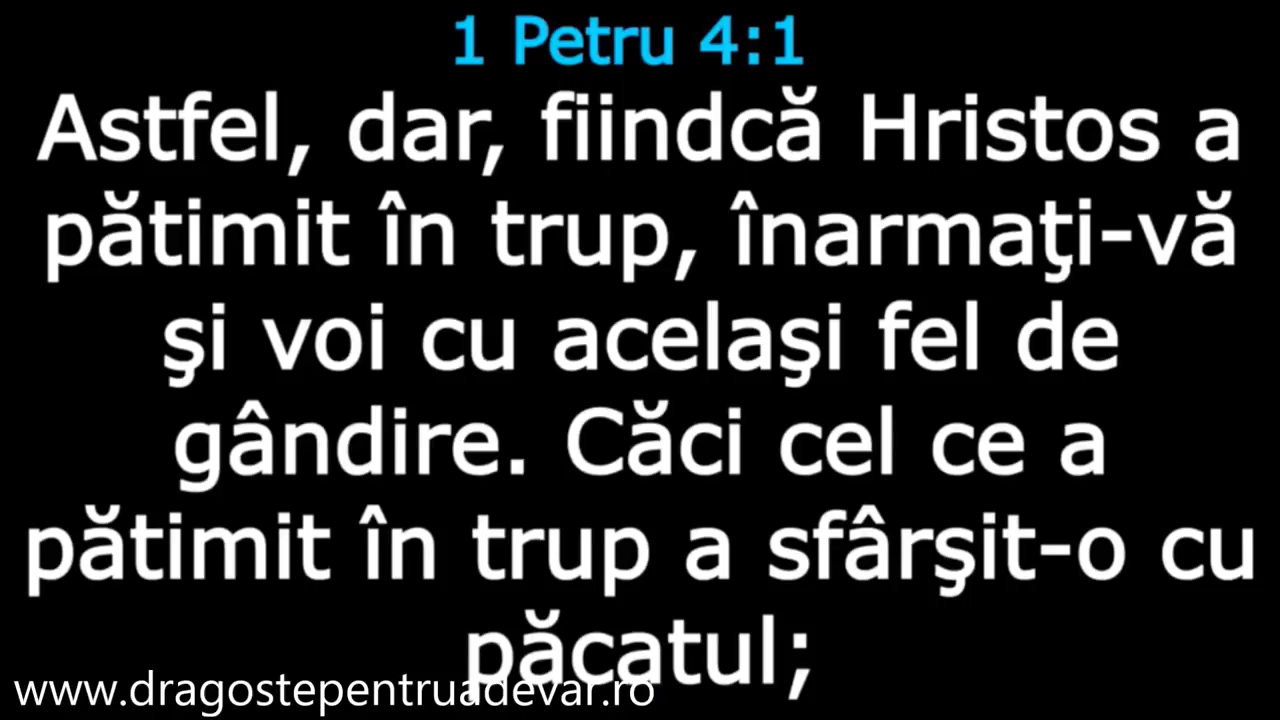 1 Petru 4:1
Astfel, dar, fiindcă Hristos a
pătimit în trup, înarmaţi-vă
şi voi cu acelaşi fel de
gândire. Căci cel ce a
pătimit în trup a sfârşit-o cu
păcatul;
www.dragostepentruadevar.ro